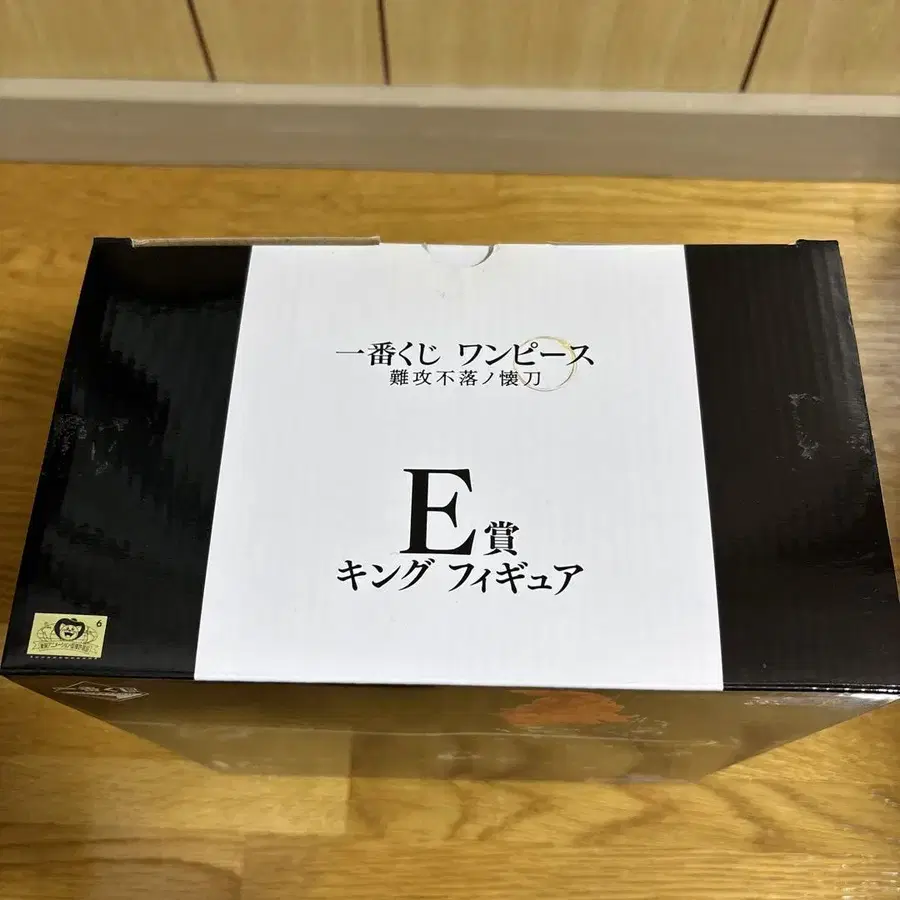 一番くじ ワンピース
難攻不落ノ懐刀
E賞
キング フィギュア
6